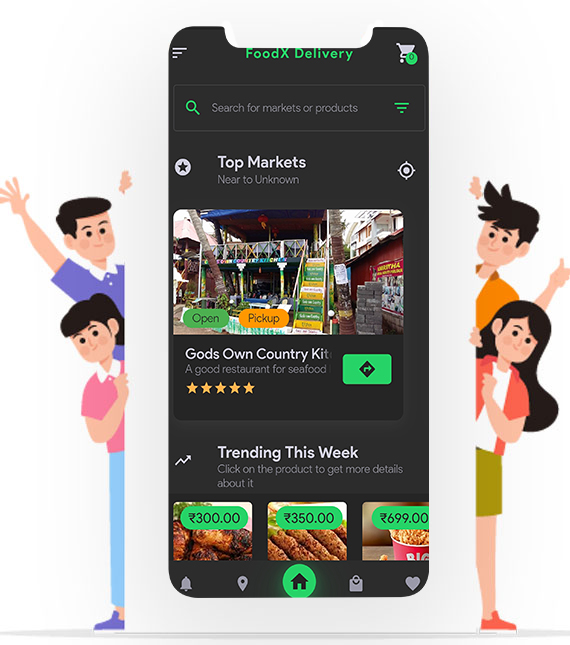 FoodX Delivery
0
Search for markets or products
Top Markets
Near to Unknown
Open
Pickup
Gods Own Country Kit
A good restaurant for seafood
Trending This Week
Click on the product to get more details
about it
₹300.00
₹350.00
₹699.00